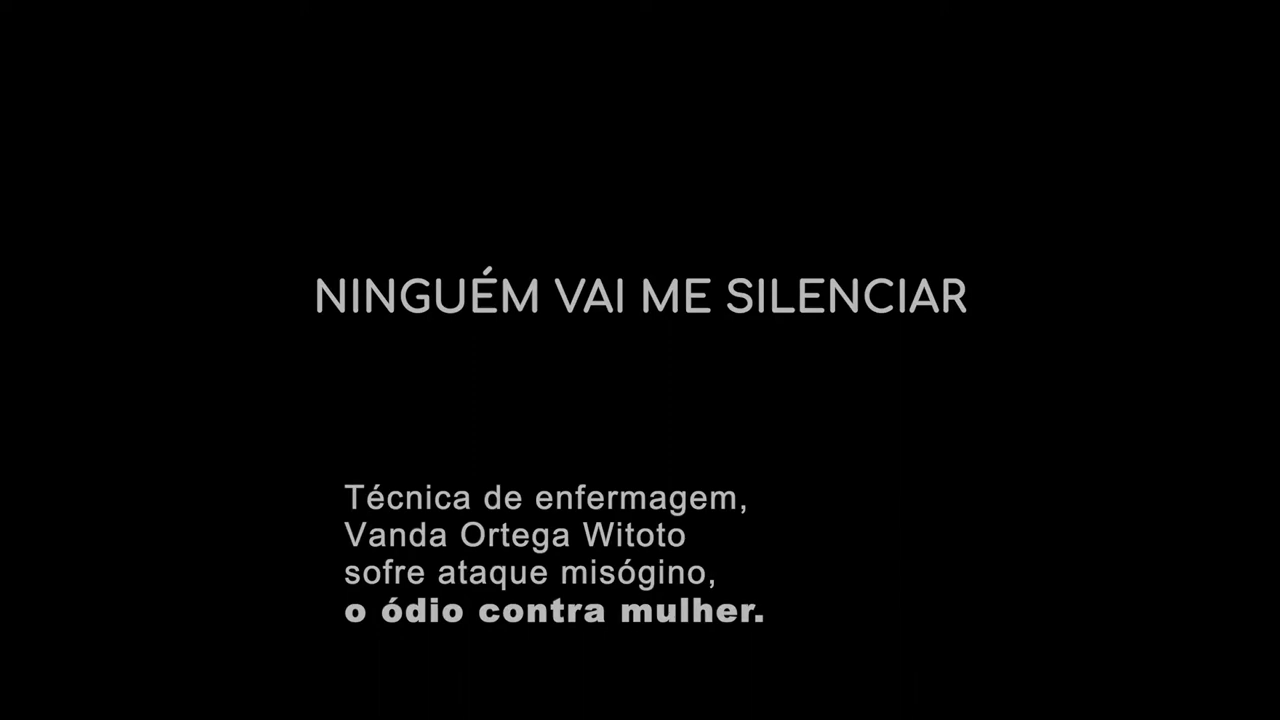 NINGUÉM VAI ME SILENCIAR
Técnica de enfermagem,
Vanda Ortega Witoto
sofre ataque misógino,
o ódio contra mulher.